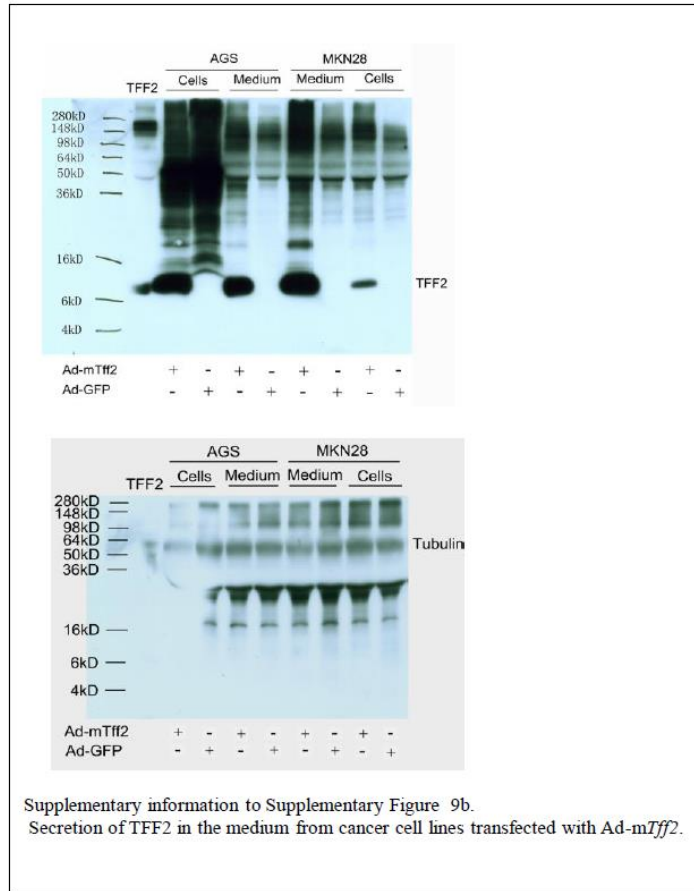 AGS MKN28
TFF2 Cells Medium Medium Cells
280kD
148kD
98kD
64kD
50kD
36kD
16kD
6kD
4kD
TFF2
Ad-mTff2 + - + - + - + -
Ad-GFP - + - + - + - +
AGS MKN28
TFF2 Cells Medium Medium Cells
280kD
148kD
98kD
64kD
50kD
36kD
16kD
6kD
4kD
Tubulin
Ad-mTff2 + - + - + - + -
Ad-GFP - + - + - + - +
Supplementary information to Supplementary Figure 9b.
Secretion of TFF2 in the medium from cancer cell lines transfected with Ad-mTff2.